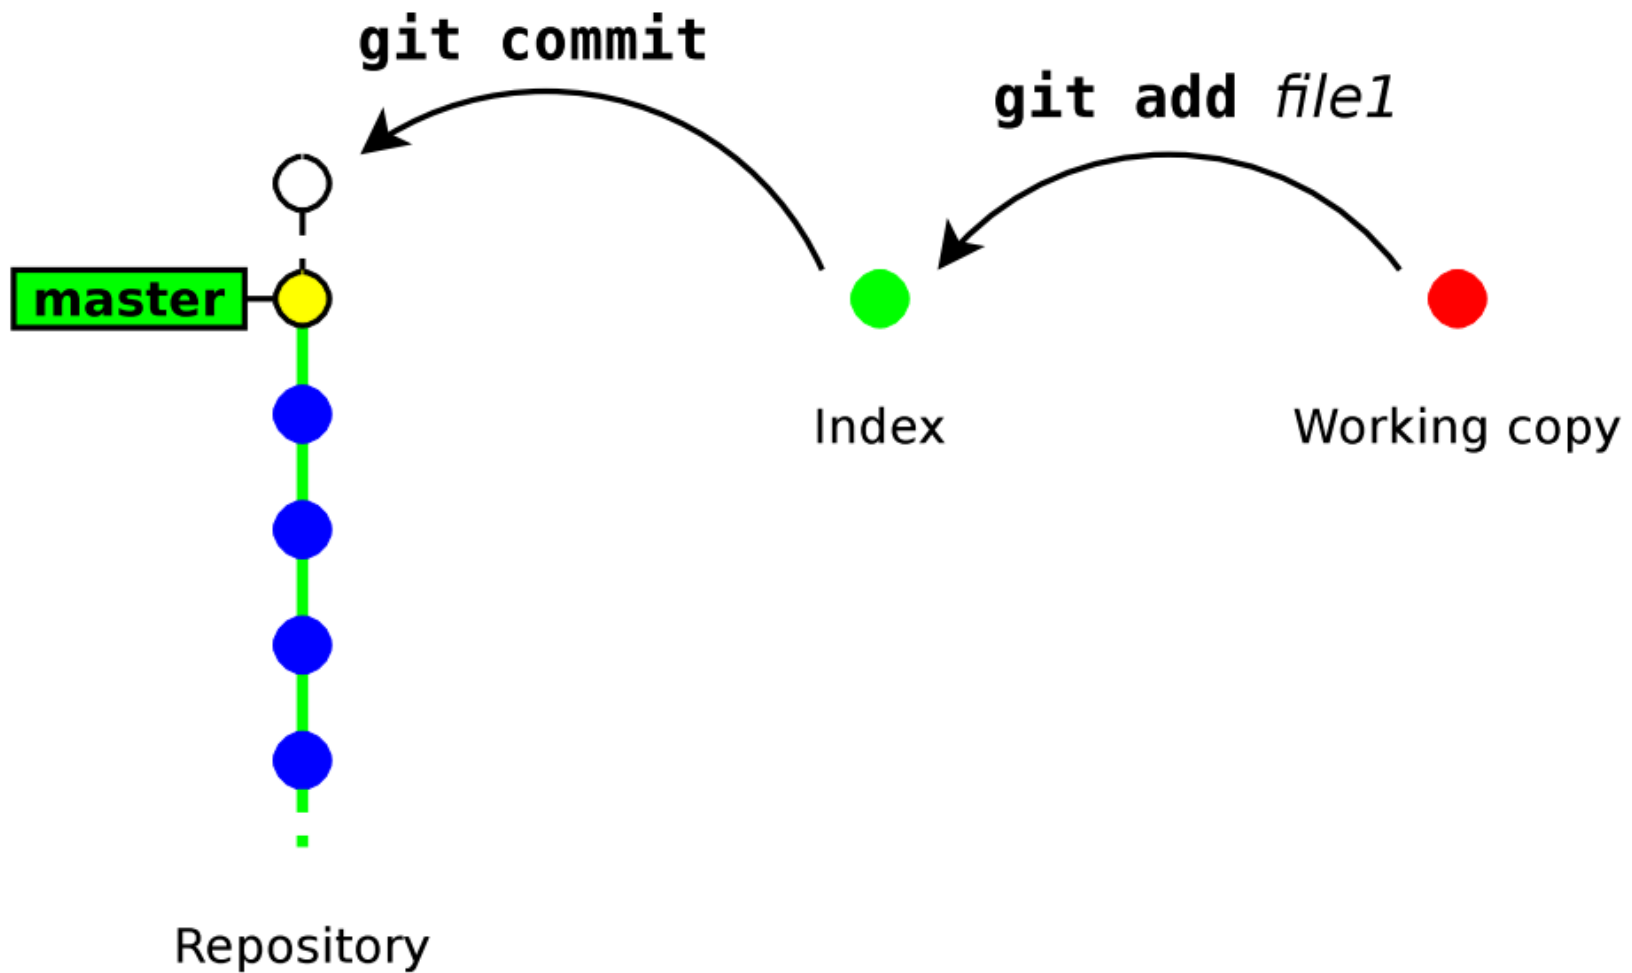 git commit
git add file1
master
Index
Working copy
Repository